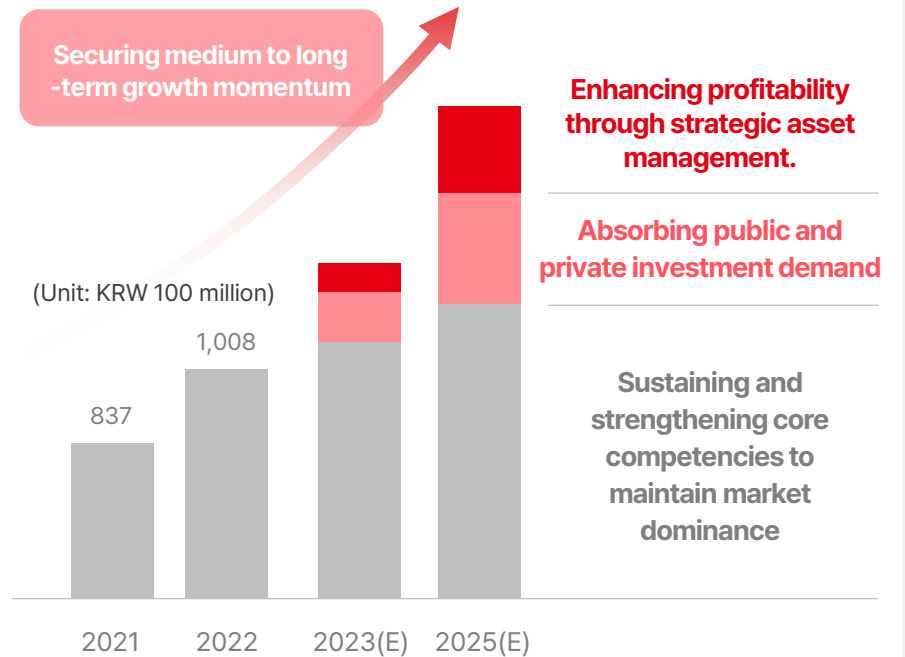 Securing medium to long
-term growth momentum
Enhancing profitability
through strategic asset
management.
Absorbing public and
private investment demand
(Unit: KRW 100 million)
1,008
837
Sustaining and
strengthening core
competencies to
maintain market
dominance
2021
2022
2023(E)
2025(E)